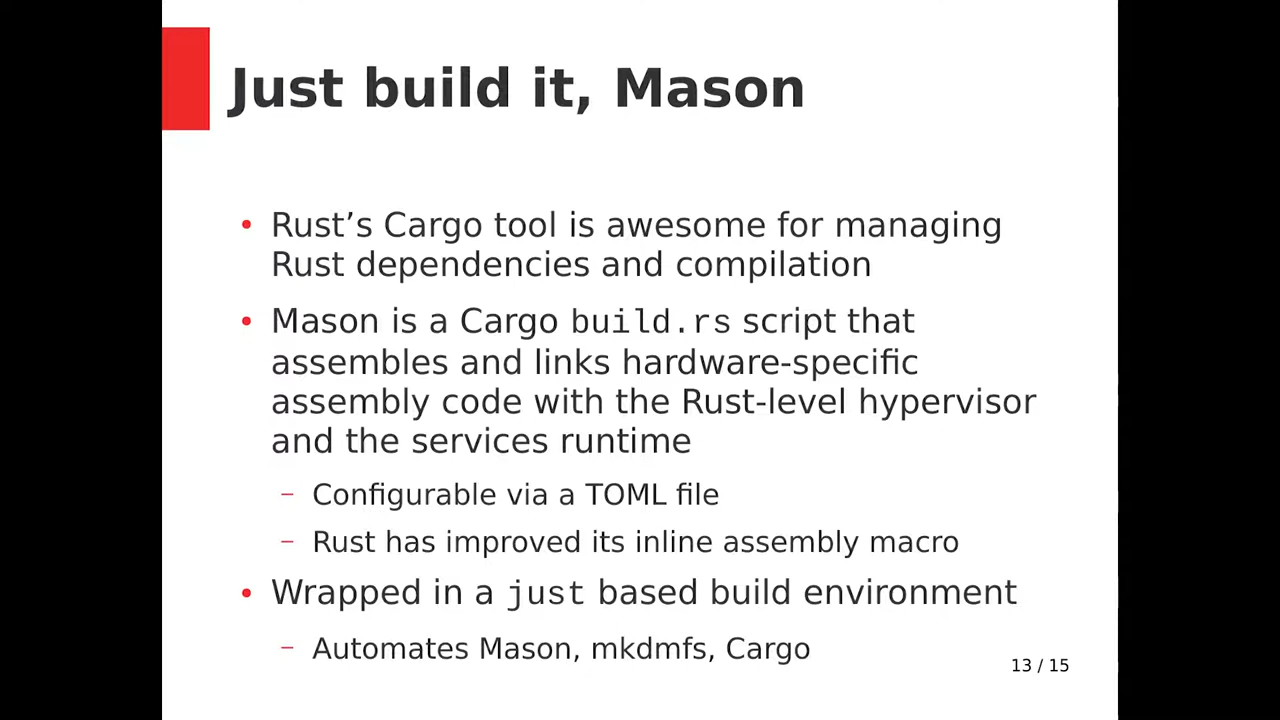 Just build it, Mason
• Rust’s Cargo tool is awesome for managing
Rust dependencies and compilation
• Mason is a Cargo build.rs script that
assembles and links hardware-specific
assembly code with the Rust-level hypervisor
and the services runtime
– Configurable via a TOML file
– Rust has improved its inline assembly macro
• Wrapped in a just based build environment
– Automates Mason, mkdmfs, Cargo
13 / 15